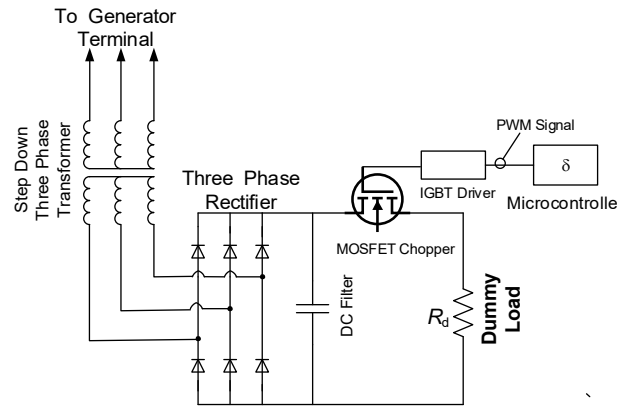 To Generator
Terminal
Step Down
Three Phase
Transformer
Three Phase
Rectifier
PWM Signal
δ
IGBT Driver
Microcontrolle
MOSFET Chopper
DC Filter
Rd
Dummy
Load